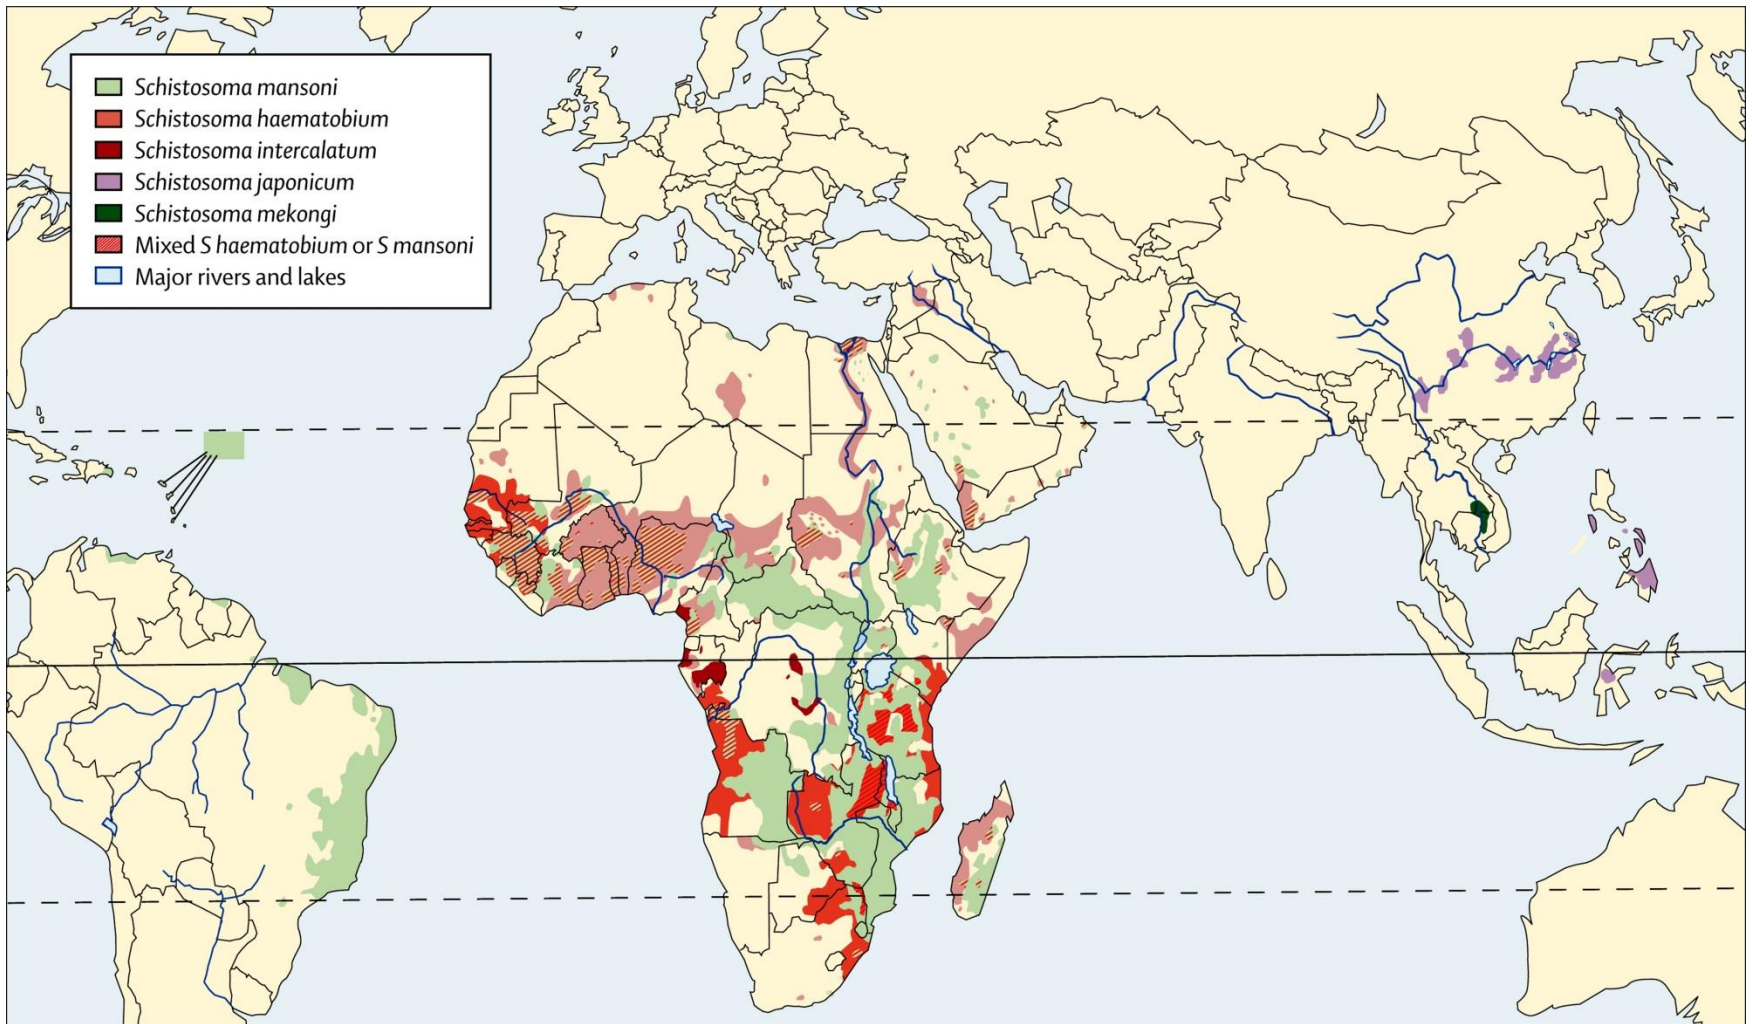 Schistosoma mansoni
Schistosoma haematobium
Schistosoma intercalatum
Schistosoma japonicum
Schistosoma mekongi
Mixed S haematobium or S mansoni
Major rivers and lakes